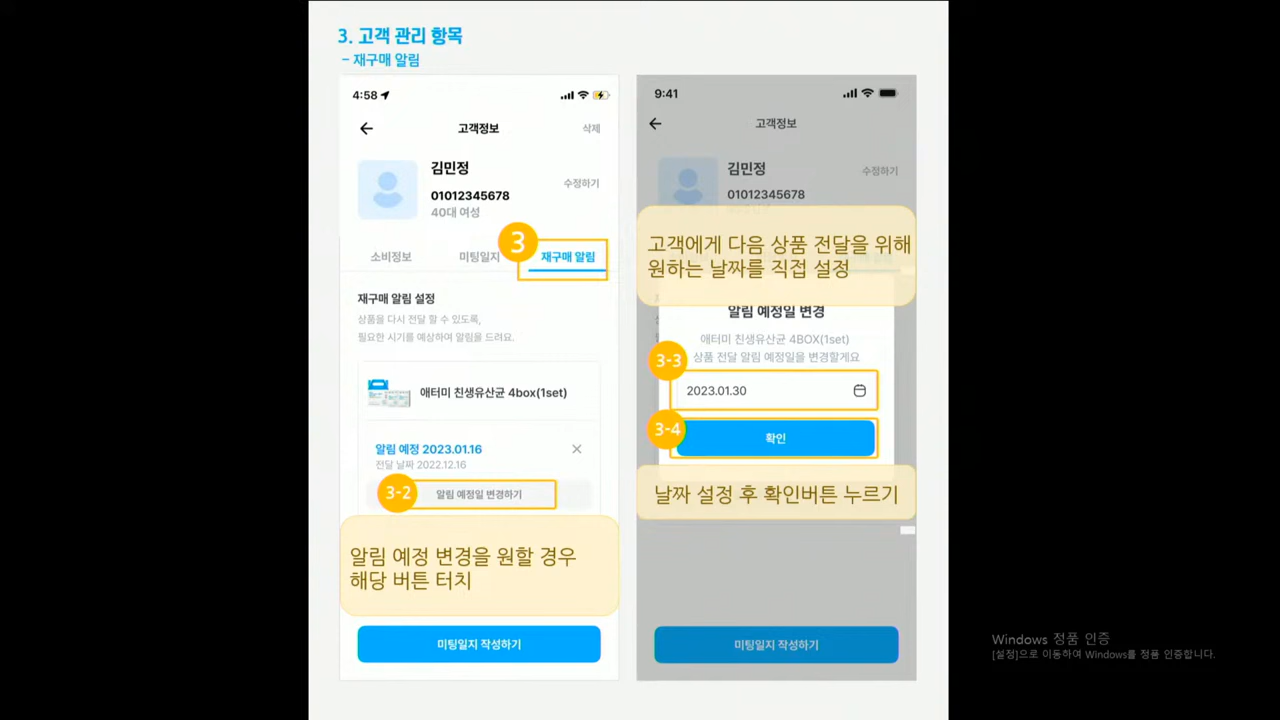 3. 고객 관리 항목
- 재구매 알림
4:58
고객정보
삭제
김민정
01012345678
40대 여성
수정하기
3
소비정보
미팅일지
재구매 알림
재구매 알림 설정
상품을 다시 전달 할 수 있도록,
필요한 시기를 예상하여 알림을 드려요.
애터미 친생유산균 4box(1set)
알림 예정 2023.01.16
전달 날짜 2022.12.16
3-2
알림 예정일 변경하기
알림 예정 변경을 원할 경우
해당 버튼 터치
미팅일지 작성하기
9:41
고객정보
김민정
01012345678
수정하기
고객에게 다음 상품 전달을 위해
원하는 날짜를 직접 설정
알림 예정일 변경
애터미 친생유산균 4BOX(1set)
상품 전달 알림 예정일을 변경할게요
3-3
2023.01.30
3-4
확인
날짜 설정 후 확인버튼 누르기
미팅일지 작성하기
Windows 정품 인증
[설정]으로 이동하여 Windows를 정품 인증합니다.